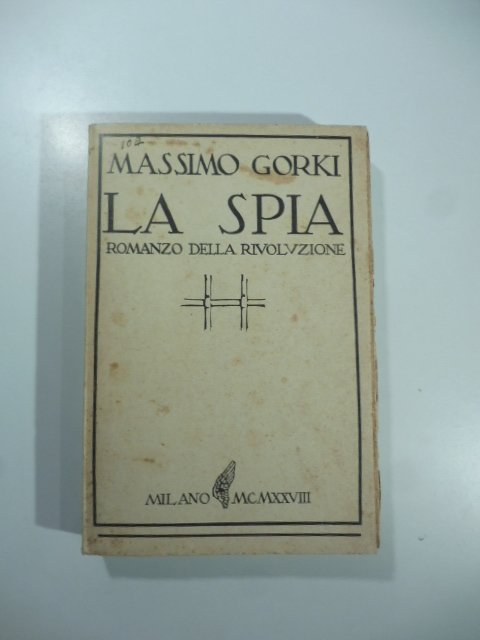 MASSIMO GORKI
LA SPIA
ROMANZO DELLA RIVOLVZIONE
MILANO MCMXXVIII